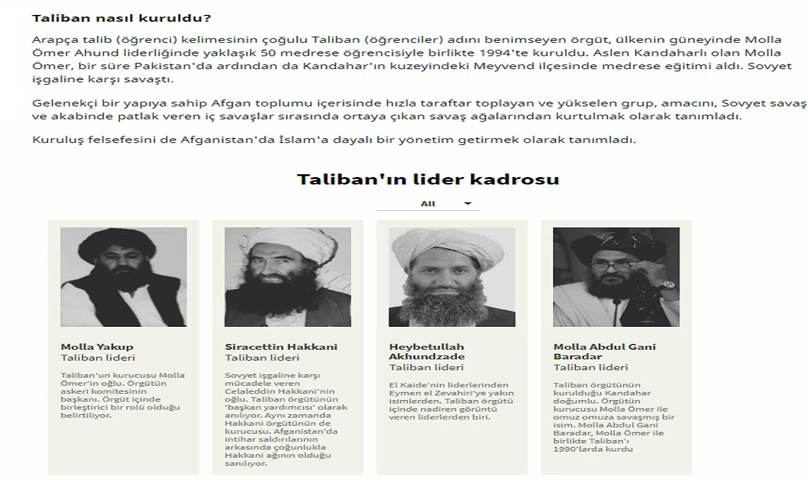 Taliban nasıl kuruldu?
Arapça talib (öğrenci) kelimesinin çoğulu Taliban (öğrenciler) adını benimseyen örgüt, ülkenin güneyinde Molla
Ömer Ahund liderliğinde yaklaşık 50 medrese öğrencisiyle birlikte 1994'te kuruldu. Aslen Kandaharlı olan Molla
Ömer, bir süre Pakistan'da ardından da Kandahar'ın kuzeyindeki Meyvend ilçesinde medrese eğitimi aldı. Sovyet
işgaline karşı savaştı.
Gelenekçi bir yapıya sahip Afgan toplumu içerisinde hızla taraftar toplayan ve yükselen grup, amacını, Sovyet savaş
ve akabinde patlak veren iç savaşlar sırasında ortaya çıkan savaş ağalarından kurtulmak olarak tanımladı.
Kuruluş felsefesini de Afganistan'da İslam'a dayalı bir yönetim getirmek olarak tanımladı.
Taliban'ın lider kadrosu
All
Molla Yakup
Taliban lideri
Taliban'un kurucusu Molla
Ömer'in oğlu. Örgütün
askeri komitesinin
başkanı. Örgüt içinde
birleştirici bir rolü olduğu
belirtiliyor.
Siracettin Hakkani
Taliban lideri
Sovyet işgaline karşı
mücadele veren
Celaleddin Hakkani'nin
oğlu. Taliban örgütünün
'başkan yardımcısı' olarak
anılıyor. Aynı zamanda
Hakkani örgütünün de
kurucusu. Afganistan'da
intihar saldırılarının
arkasında çoğunlukla
Hakkani ağının olduğu
sanılıyor.
Heybetullah
Akhundzade
Taliban lideri
El Kaide'nin liderlerinden
Eymen el Zevahiri'ye yakın
isimlerden. Taliban örgütü
içinde nadiren görüntü
veren liderlerden biri.
Molla Abdul Gani
Baradar
Taliban lideri
Taliban örgütünün
kurulduğu Kandahar
doğumlu. Örgütün
kurucusu Molla Ömer ile
omuz omuza savaşmış bir
isim. Molla Abdul Gani
Baradar, Molla Ömer ile
birlikte Taliban'ı
1990'larda kurdu